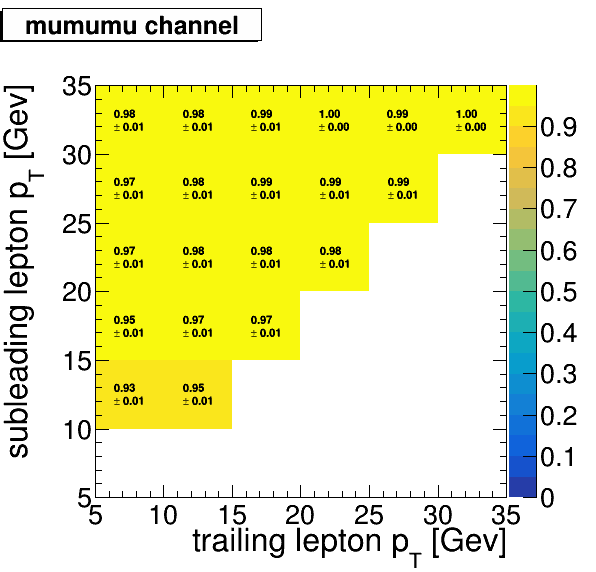 mumumu channel
subleading lepton p_T [Gev]
35
30
25
20
15
10
5
0.98 0.98 0.99 1.00 0.99 1.00
± 0.01 ± 0.01 ± 0.01 ± 0.00 ± 0.00 ± 0.00
0.97 0.98 0.99 0.99 0.99
± 0.01 ± 0.01 ± 0.01 ± 0.01 ± 0.01
0.97 0.98 0.98 0.98
± 0.01 ± 0.01 ± 0.01 ± 0.01
0.95 0.97 0.97
± 0.01 ± 0.01 ± 0.01
0.93 0.95
± 0.01 ± 0.01
5 10 15 20 25 30 35
trailing lepton p_T [Gev]
0.9
0.8
0.7
0.6
0.5
0.4
0.3
0.2
0.1
0